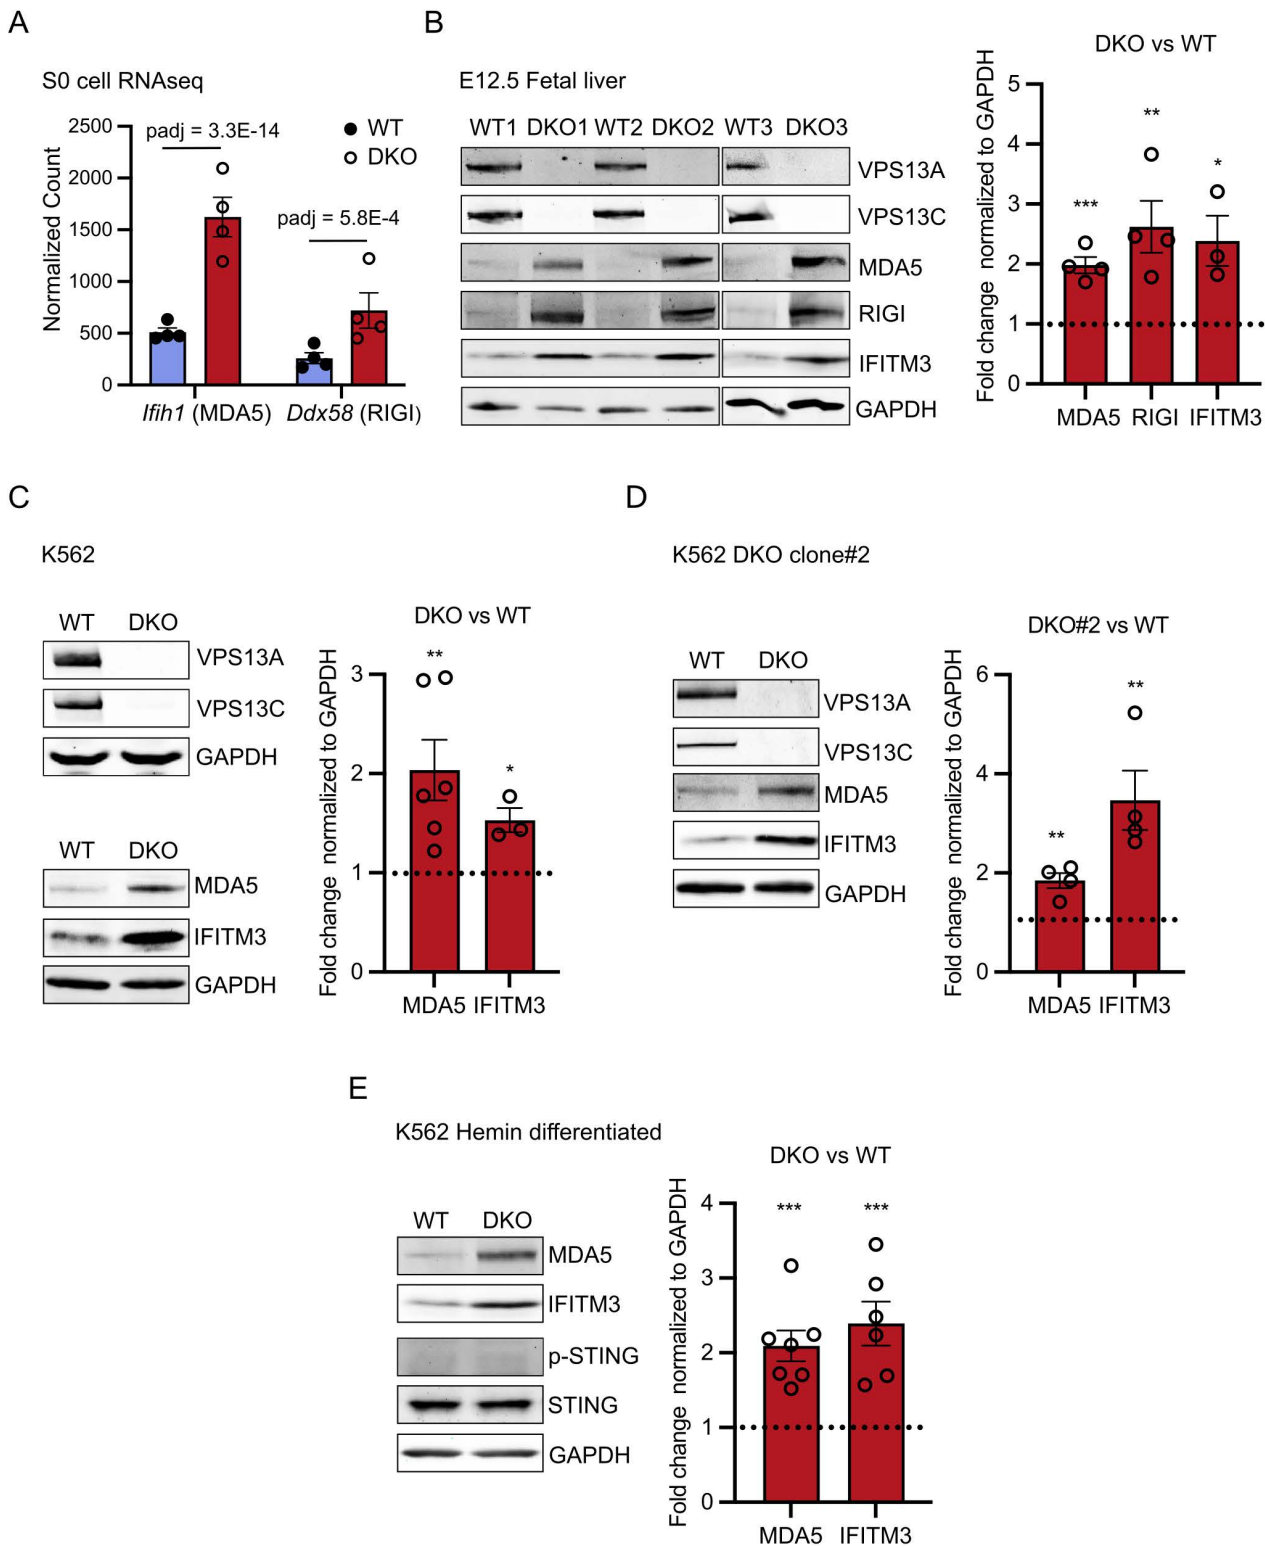 A
S0 cell RNAseq
Normalized Count
2500
2000
1500
1000
500
0
padj = 3.3E-14
padj = 5.8E-4
WT
DKO
Ifih1 (MDA5)
Ddx58 (RIGI)
B
E12.5 Fetal liver
WT1 DKO1 WT2 DKO2 WT3 DKO3
VPS13A
VPS13C
MDA5
RIGI
IFITM3
GAPDH
DKO vs WT
Fold change normalized to GAPDH
5
4
3
2
1
0
***
**
*
MDA5 RIGI IFITM3
C
K562
WT DKO
VPS13A
VPS13C
GAPDH
WT DKO
MDA5
IFITM3
GAPDH
DKO vs WT
Fold change normalized to GAPDH
3
2
1
0
**
*
MDA5 IFITM3
D
K562 DKO clone#2
WT DKO
VPS13A
VPS13C
MDA5
IFITM3
GAPDH
DKO#2 vs WT
Fold change normalized to GAPDH
6
4
2
0
**
**
MDA5 IFITM3
E
K562 Hemin differentiated
WT DKO
MDA5
IFITM3
p-STING
STING
GAPDH
DKO vs WT
Fold change normalized to GAPDH
4
3
2
1
0
***
***
MDA5 IFITM3